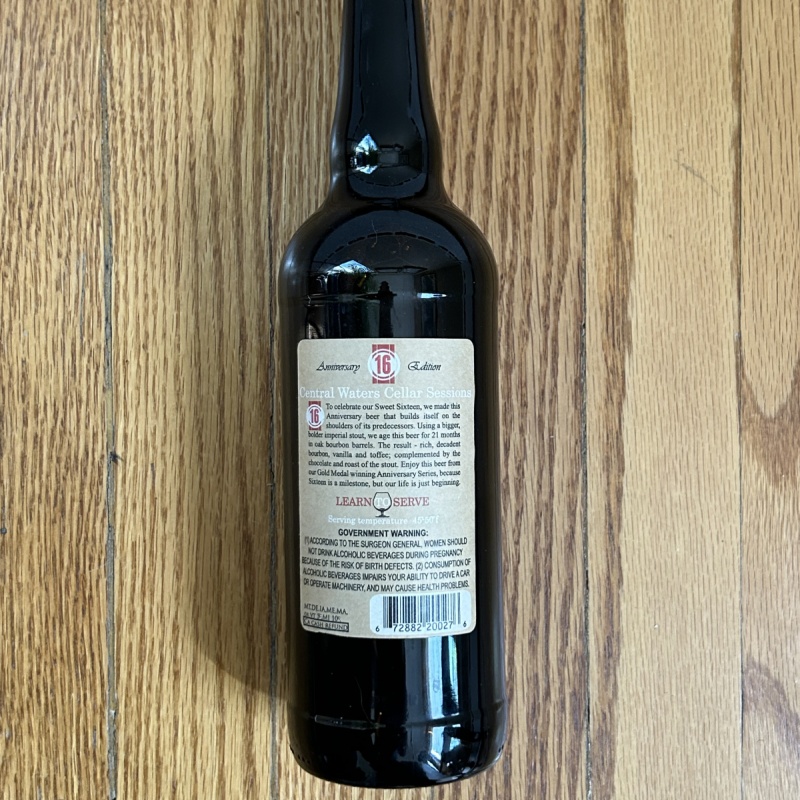 Anniversary 16 Edition
Central Waters Cellar Sessions
16 To celebrate our Sweet Sixteen, we made this
Anniversary beer that builds itself on the
shoulders of its predecessors. Using a bigger,
bolder imperial stout, we age this beer for 21 months
in oak bourbon barrels. The result - rich, decadent
bourbon, vanilla and toffee; complemented by the
chocolate and roast of the stout. Enjoy this beer from
our Gold Medal winning Anniversary Series, because
Sixteen is a milestone, but our life is just beginning.
LEARN TO SERVE
Serving temperature
GOVERNMENT WARNING:
(1) ACCORDING TO THE SURGEON GENERAL, WOMEN SHOULD
NOT DRINK ALCOHOLIC BEVERAGES DURING PREGNANCY
BECAUSE OF THE RISK OF BIRTH DEFECTS. (2) CONSUMPTION OF
ALCOHOLIC BEVERAGES IMPAIRS YOUR ABILITY TO DRIVE A CAR
OR OPERATE MACHINERY, AND MAY CAUSE HEALTH PROBLEMS.
CA CASH REFUND
6 72882 20027 6